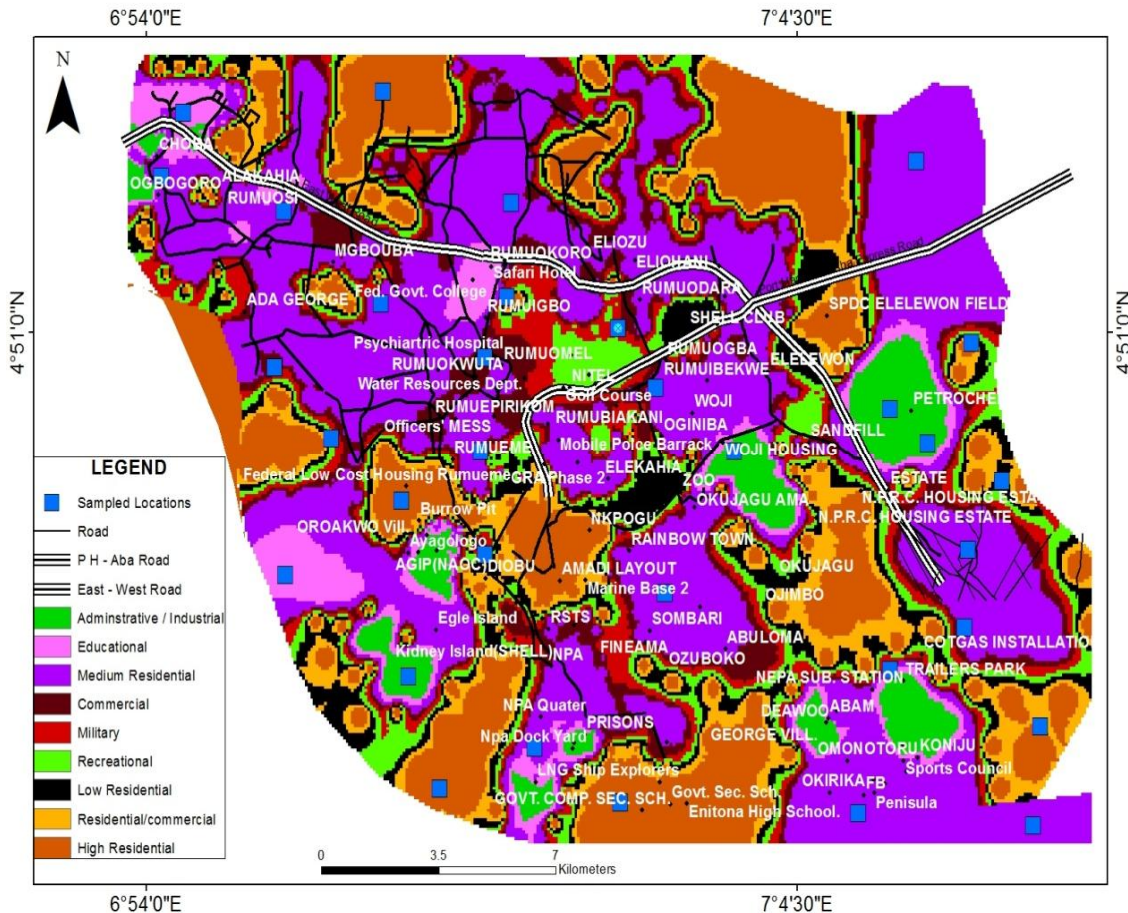 6°54'0"E
7°4'30"E
N
CHOBA
OGBOGORO
ALAKAHIA
RUMUOSI
MGBOUBA
RUMUOKORO
ELIOZU
Safari Hotel
ELIOHANI
RUMUODARA
ADA GEORGE
Fed. Govt. College
RUMUIGBO
SHELL CLUB
SPDC ELELEWON FIELD
4°51'0"N
4°51'0"N
Psychiartric Hospital
RUMUOKWUTA
RUMUOMEL
RUMUOGBA
ELELEWON
Water Resources Dept.
NITEL
RUMUIBEKWE
Golf Course
PETROCHE
RUMUEPIRIKOM
RUMUBIAKANI
WOJI
OGINIBA
Officers' MESS
SANDFILL
RUMUEME
Mobile Polce Barrack
WOJI HOUSING
Federal Low Cost Housing Rumueme
GRA Phase 2
ELEKAHIA
ZOO
ESTATE
OKUJAGU AMA
N.P.R.C. HOUSING ESTA
Burrow Pit
NKPOGU
N.P.R.C. HOUSING ESTATE
OROAKWO Vill.
Ayagologo
RAINBOW TOWN
AGIP(NAGC)
DIOBU
AMADI LAYOUT
OKUJAGU
Marine Base 2
OJIMBO
Egle Island
RSTS
SOMBARI
ABULOMA
COTGAS INSTALLATIO
Kidney Island(SHELL)
NPA
FINEAMA
OZUBOKO
NEPA SUB. STATION
TRAILERS PARK
NPA Quater
PRISONS
DEAWOO
ABAM
Npa Dock Yard
GEORGE VILL.
OMONOTORU
KONIJU
LNG Ship Explorers
Sports Council
GOVT. COMP. SEC. SCH.
Govt. Sec. Sch.
OKIRIKA
FB
Enitona High School.
Penisula
LEGEND
Sampled Locations
Road
P H - Aba Road
East - West Road
Adminstrative / Industrial
Educational
Medium Residential
Commercial
Military
Recreational
Low Residential
Residential/commercial
High Residential
0
3.5
7
Kilometers
6°54'0"E
7°4'30"E